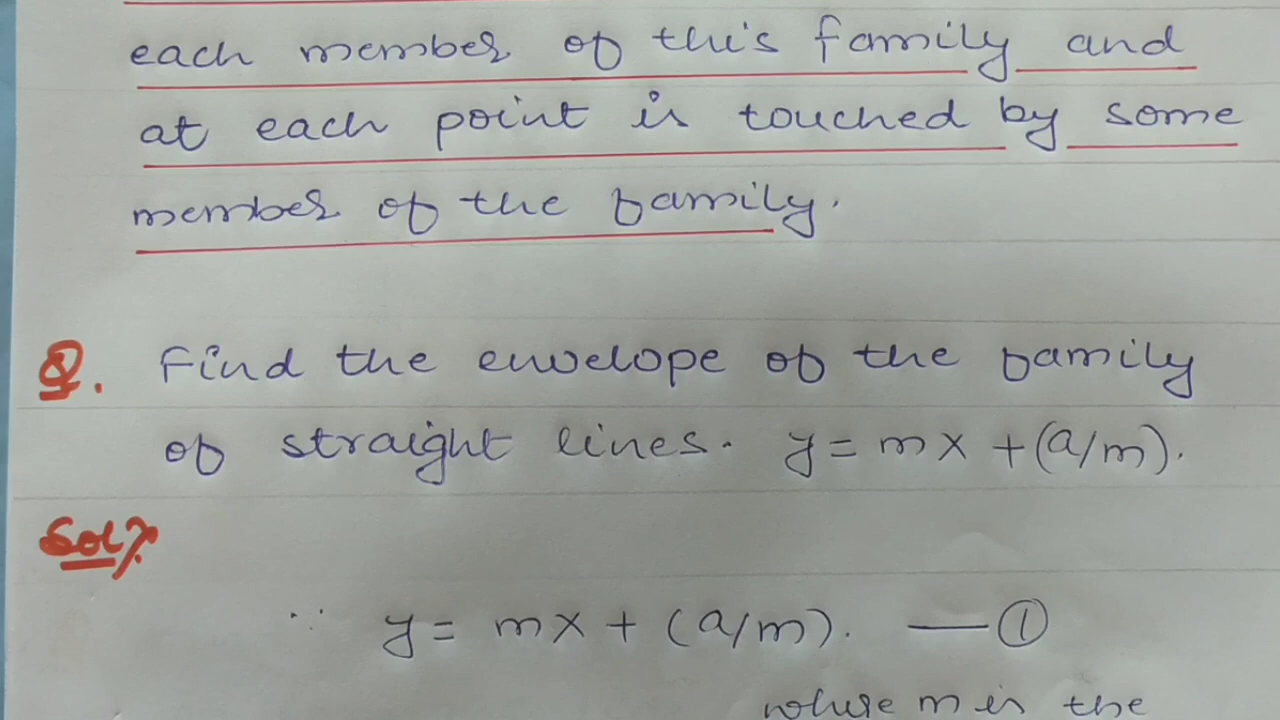 each member of this family and
at each point is touched by some
member of the family.
Q. Find the envelope of the family
of straight lines. y = mx + (a/m).
Sol:
∵ y = mx + (a/m). —①
where m is the